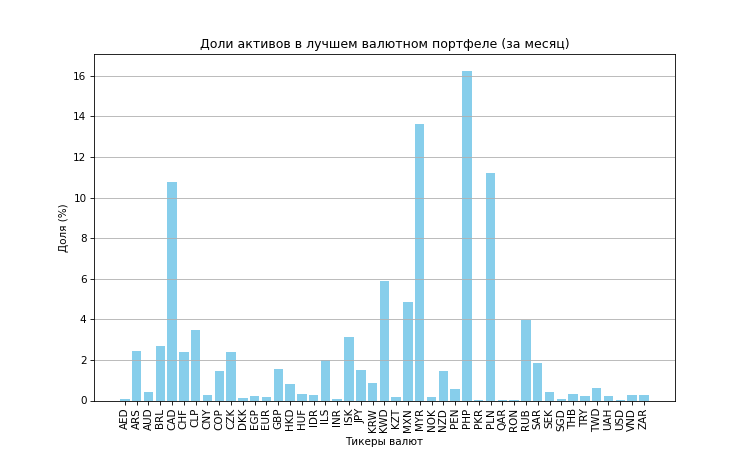 Доли активов в лучшем валютном портфеле (за месяц)
Доля (%)
16
14
12
10
8
6
4
2
0
AED ARS AUD BRL CAD CHF CLP CNY COP CZK DKK EGP EUR GBP HKD HUF IDR ILS INR ISK JPY KRW KWD KZT MXN MYR NOK NZD PEN PHP PKR PLN QAR RON RUB SAR SEK SGD THB TRY TWD UAH USD VND ZAR
Тикеры валют